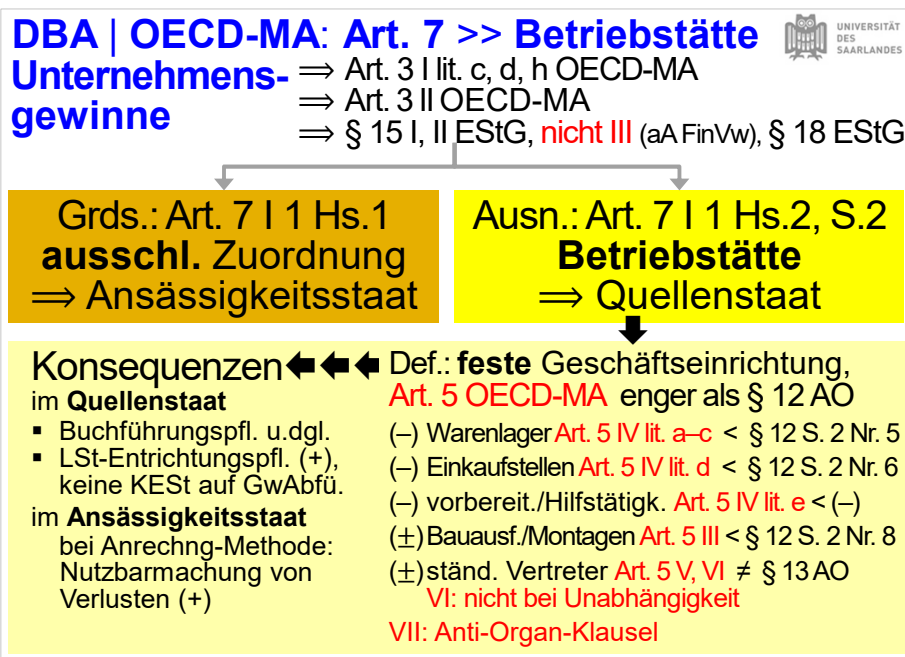 DBA | OECD-MA: Art. 7 >> Betriebstätte
UNIVERSITÄT
DES
SAARLANDES
Unternehmens-
gewinne
⇒ Art. 3 I lit. c, d, h OECD-MA
⇒ Art. 3 II OECD-MA
⇒ § 15 I, II EStG, nicht III (aA FinVw), § 18 EStG
Grds.: Art. 7 I 1 Hs.1
ausschl. Zuordnung
⇒ Ansässigkeitsstaat
Ausn.: Art. 7 I 1 Hs.2, S.2
Betriebstätte
⇒ Quellenstaat
Konsequenzen
im Quellenstaat
▪ Buchführungspfl. u.dgl.
▪ LSt-Entrichtungspfl. (+),
keine KESt auf GwAbfü.
im Ansässigkeitsstaat
bei Anrechng-Methode:
Nutzbarmachung von
Verlusten (+)
Def.: feste Geschäftseinrichtung,
Art. 5 OECD-MA enger als § 12 AO
(–) Warenlager Art. 5 IV lit. a–c < § 12 S. 2 Nr. 5
(–) Einkaufstellen Art. 5 IV lit. d < § 12 S. 2 Nr. 6
(–) vorbereit./Hilfstätigk. Art. 5 IV lit. e < (–)
(±) Bauausf./Montagen Art. 5 III < § 12 S. 2 Nr. 8
(±) ständ. Vertreter Art. 5 V, VI ≠ § 13 AO
VI: nicht bei Unabhängigkeit
VII: Anti-Organ-Klausel